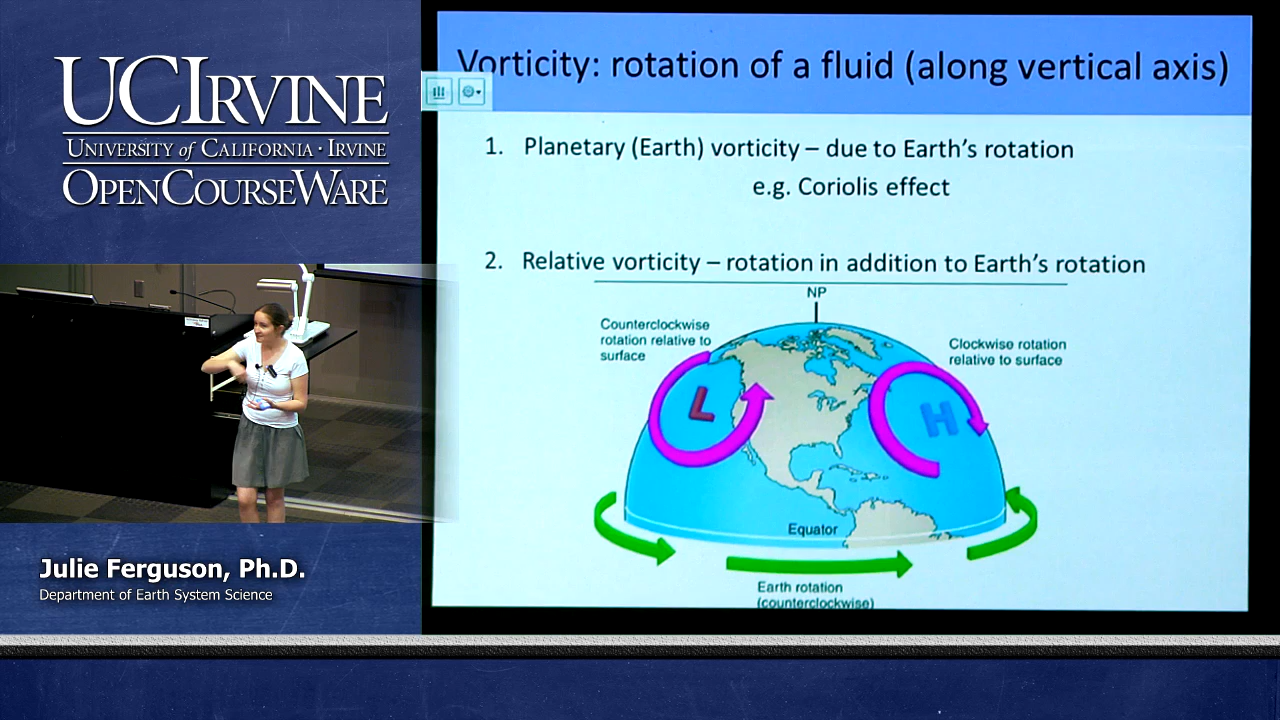 UCIRVINE
UNIVERSITY of CALIFORNIA · IRVINE
OPENCOURSEWARE
Julie Ferguson, Ph.D.
Department of Earth System Science
Vorticity: rotation of a fluid (along vertical axis)
1. Planetary (Earth) vorticity – due to Earth's rotation
e.g. Coriolis effect
2. Relative vorticity – rotation in addition to Earth's rotation
NP
Counterclockwise
rotation relative to
surface
Clockwise rotation
relative to surface
L
H
Equator
Earth rotation
(counterclockwise)